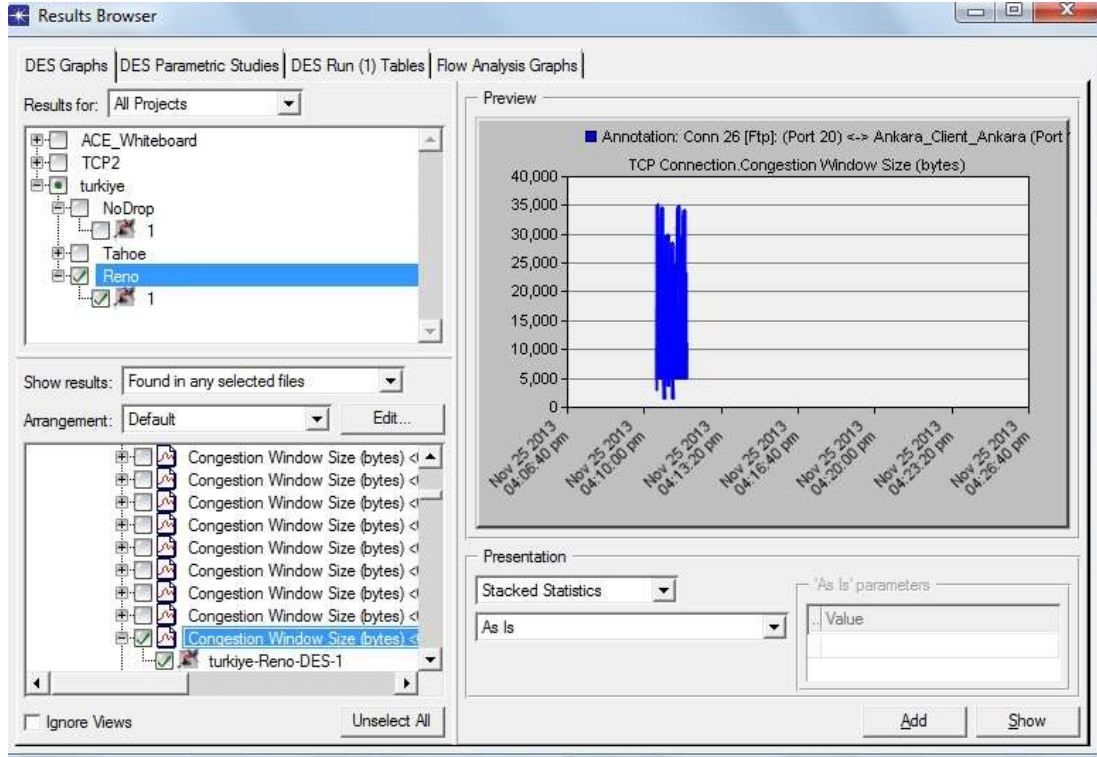 Results Browser
DES Graphs DES Parametric Studies DES Run (1) Tables Flow Analysis Graphs
Results for: All Projects
ACE_Whiteboard
TCP2
turkiye
NoDrop
1
Tahoe
Reno
1
Show results: Found in any selected files
Arrangement: Default Edit...
Congestion Window Size (bytes) <
Congestion Window Size (bytes) <
Congestion Window Size (bytes) <
Congestion Window Size (bytes) <
Congestion Window Size (bytes) <
Congestion Window Size (bytes) <
Congestion Window Size (bytes) <
Congestion Window Size (bytes) <
Congestion Window Size (bytes) <
turkiye-Reno-DES-1
Ignore Views Unselect All
Preview
Annotation: Conn 26 [Ftp]: (Port 20) <-> Ankara_Client_Ankara (Port
TCP Connection.Congestion Window Size (bytes)
40,000
35,000
30,000
25,000
20,000
15,000
10,000
5,000
0
Nov 25 2013
04:06:40 pm
Nov 25 2013
04:10:00 pm
Nov 25 2013
04:13:20 pm
Nov 25 2013
04:16:40 pm
Nov 25 2013
04:20:00 pm
Nov 25 2013
04:23:20 pm
Nov 25 2013
04:26:40 pm
Presentation
Stacked Statistics
As Is
'As Is' parameters
.. Value
Add Show